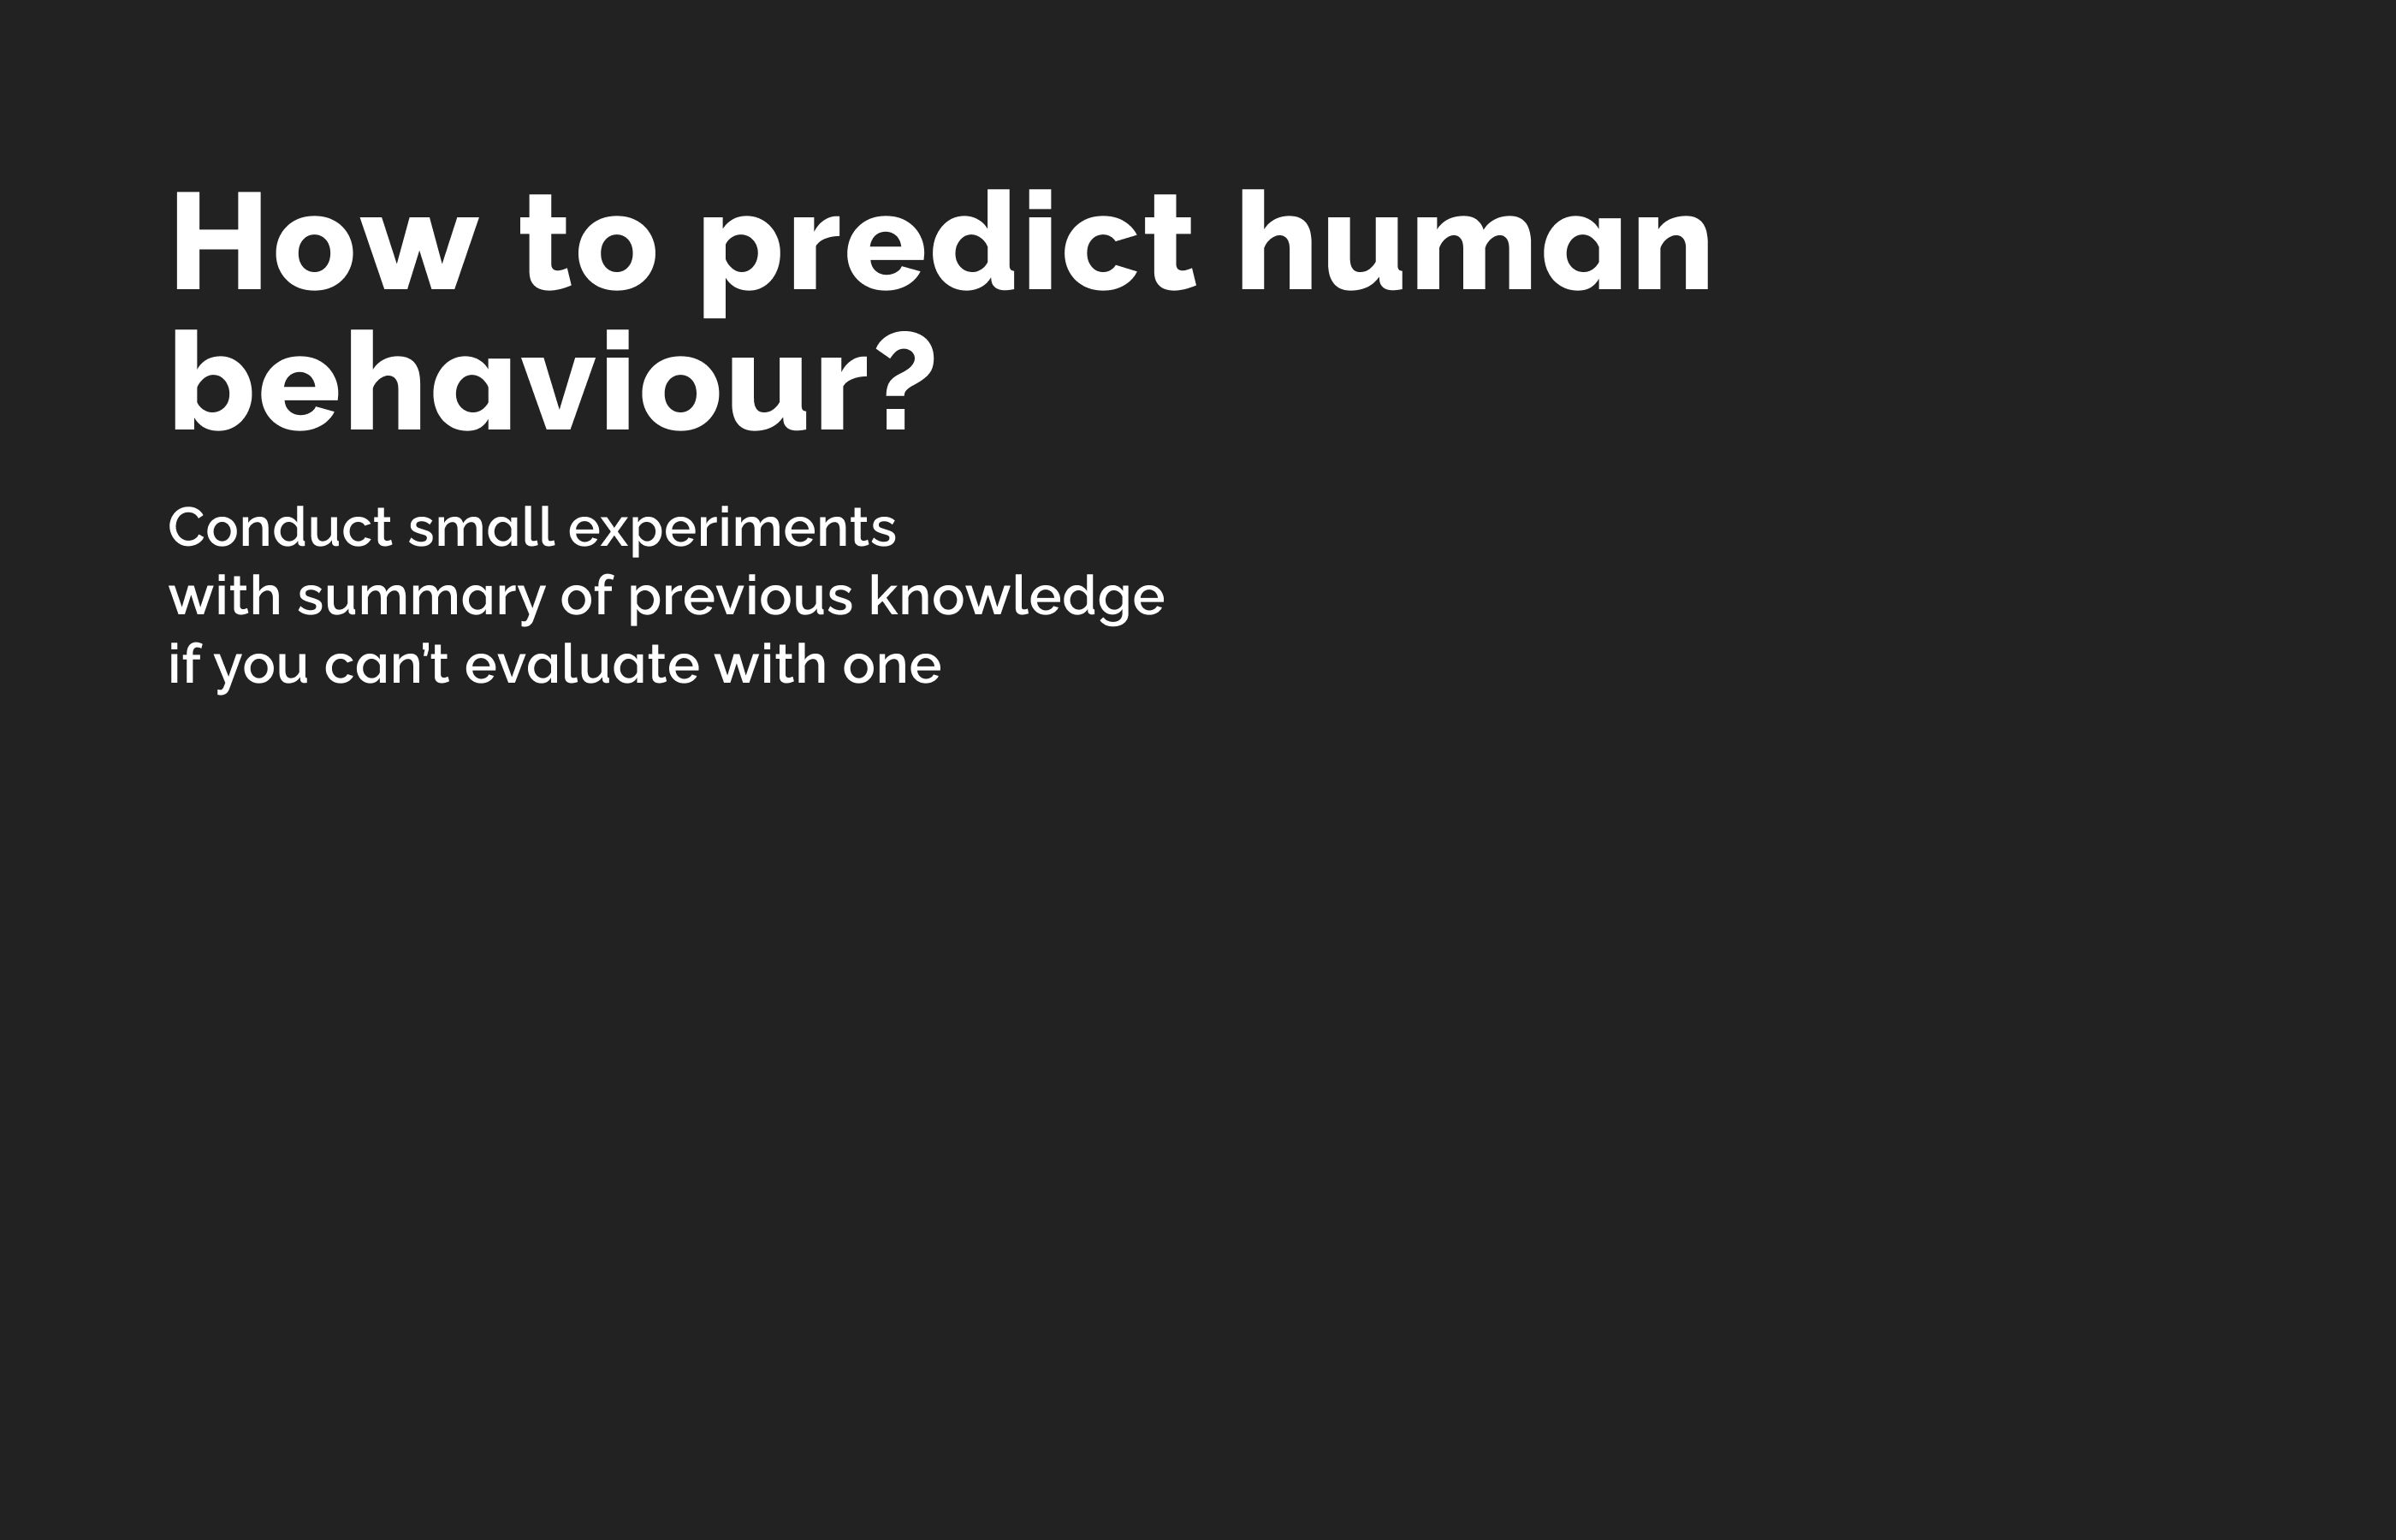 How to predict human
behaviour?
Conduct small experiments
with summary of previous knowledge
if you can't evaluate with one